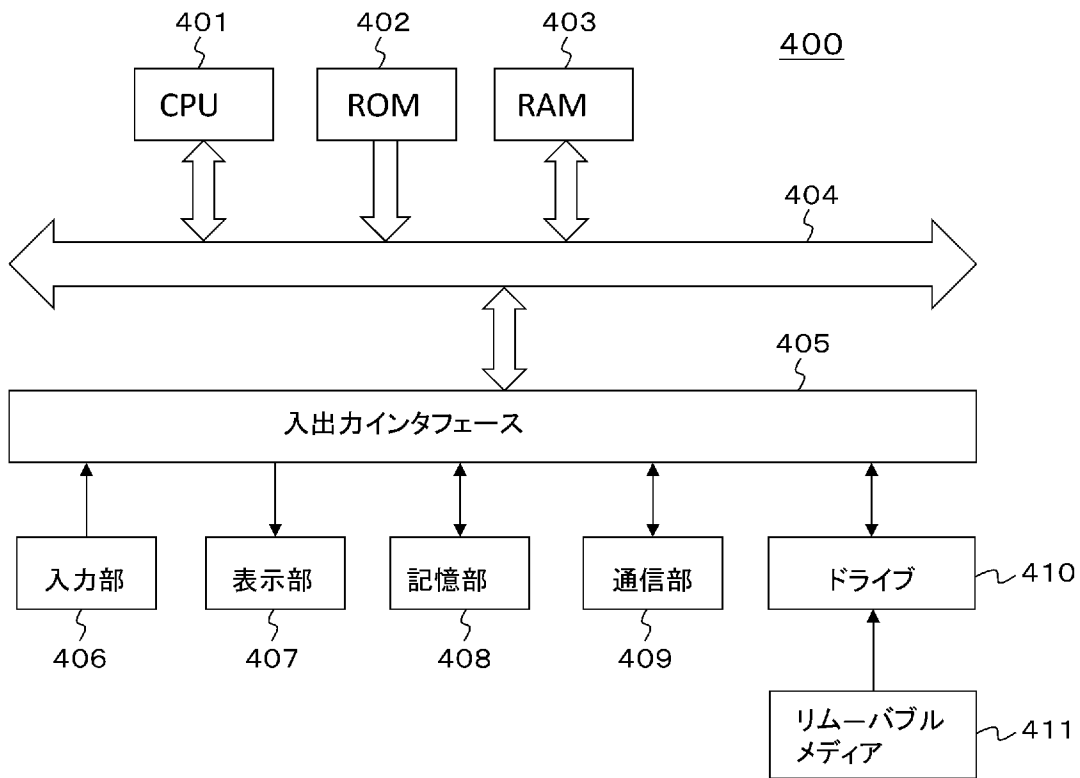 401
402
403
400
CPU
ROM
RAM
404
405
入出力インタフェース
入力部
表示部
記憶部
通信部
ドライブ
410
406
407
408
409
リムーバブル
メディア
411